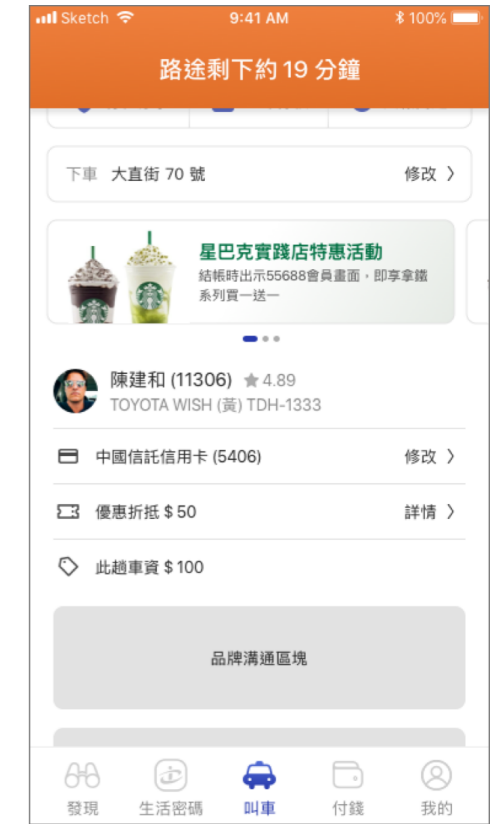 Sketch
9:41 AM
100%
路途剩下約 19 分鐘
下車 大直街 70 號
修改
星巴克實踐店特惠活動
結帳時出示55688會員畫面，即享拿鐵
系列買一送一
陳建和 (11306) ★ 4.89
TOYOTA WISH (黃) TDH-1333
中國信託信用卡 (5406)
修改
優惠折抵 $ 50
詳情
此趟車資 $ 100
品牌溝通區塊
發現
生活密碼
叫車
付錢
我的